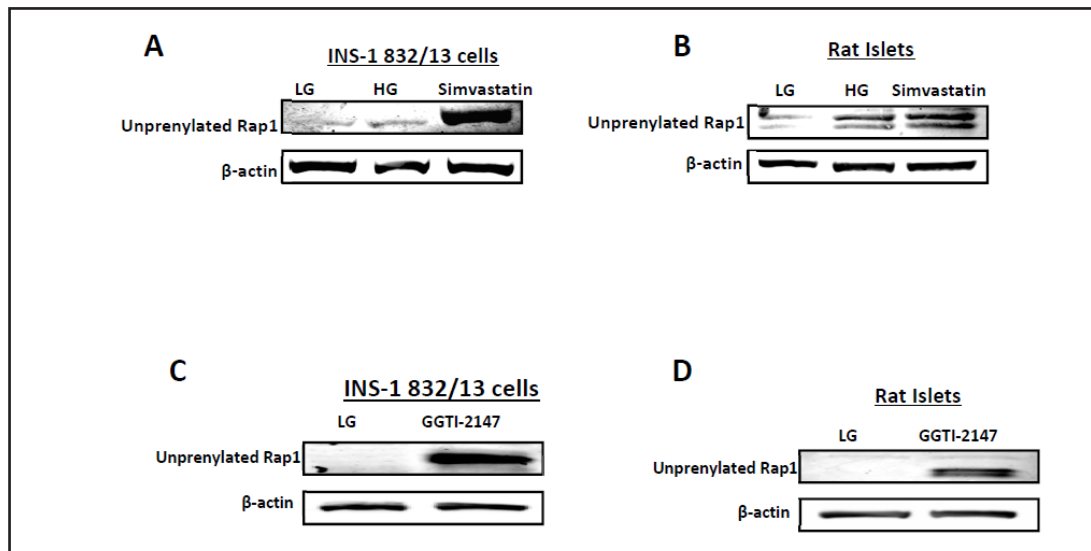 A
INS-1 832/13 cells
LG HG Simvastatin
Unprenylated Rap1
β-actin
B
Rat Islets
LG HG Simvastatin
Unprenylated Rap1
β-actin
C
INS-1 832/13 cells
LG GGTI-2147
Unprenylated Rap1
β-actin
D
Rat Islets
LG GGTI-2147
Unprenylated Rap1
β-actin